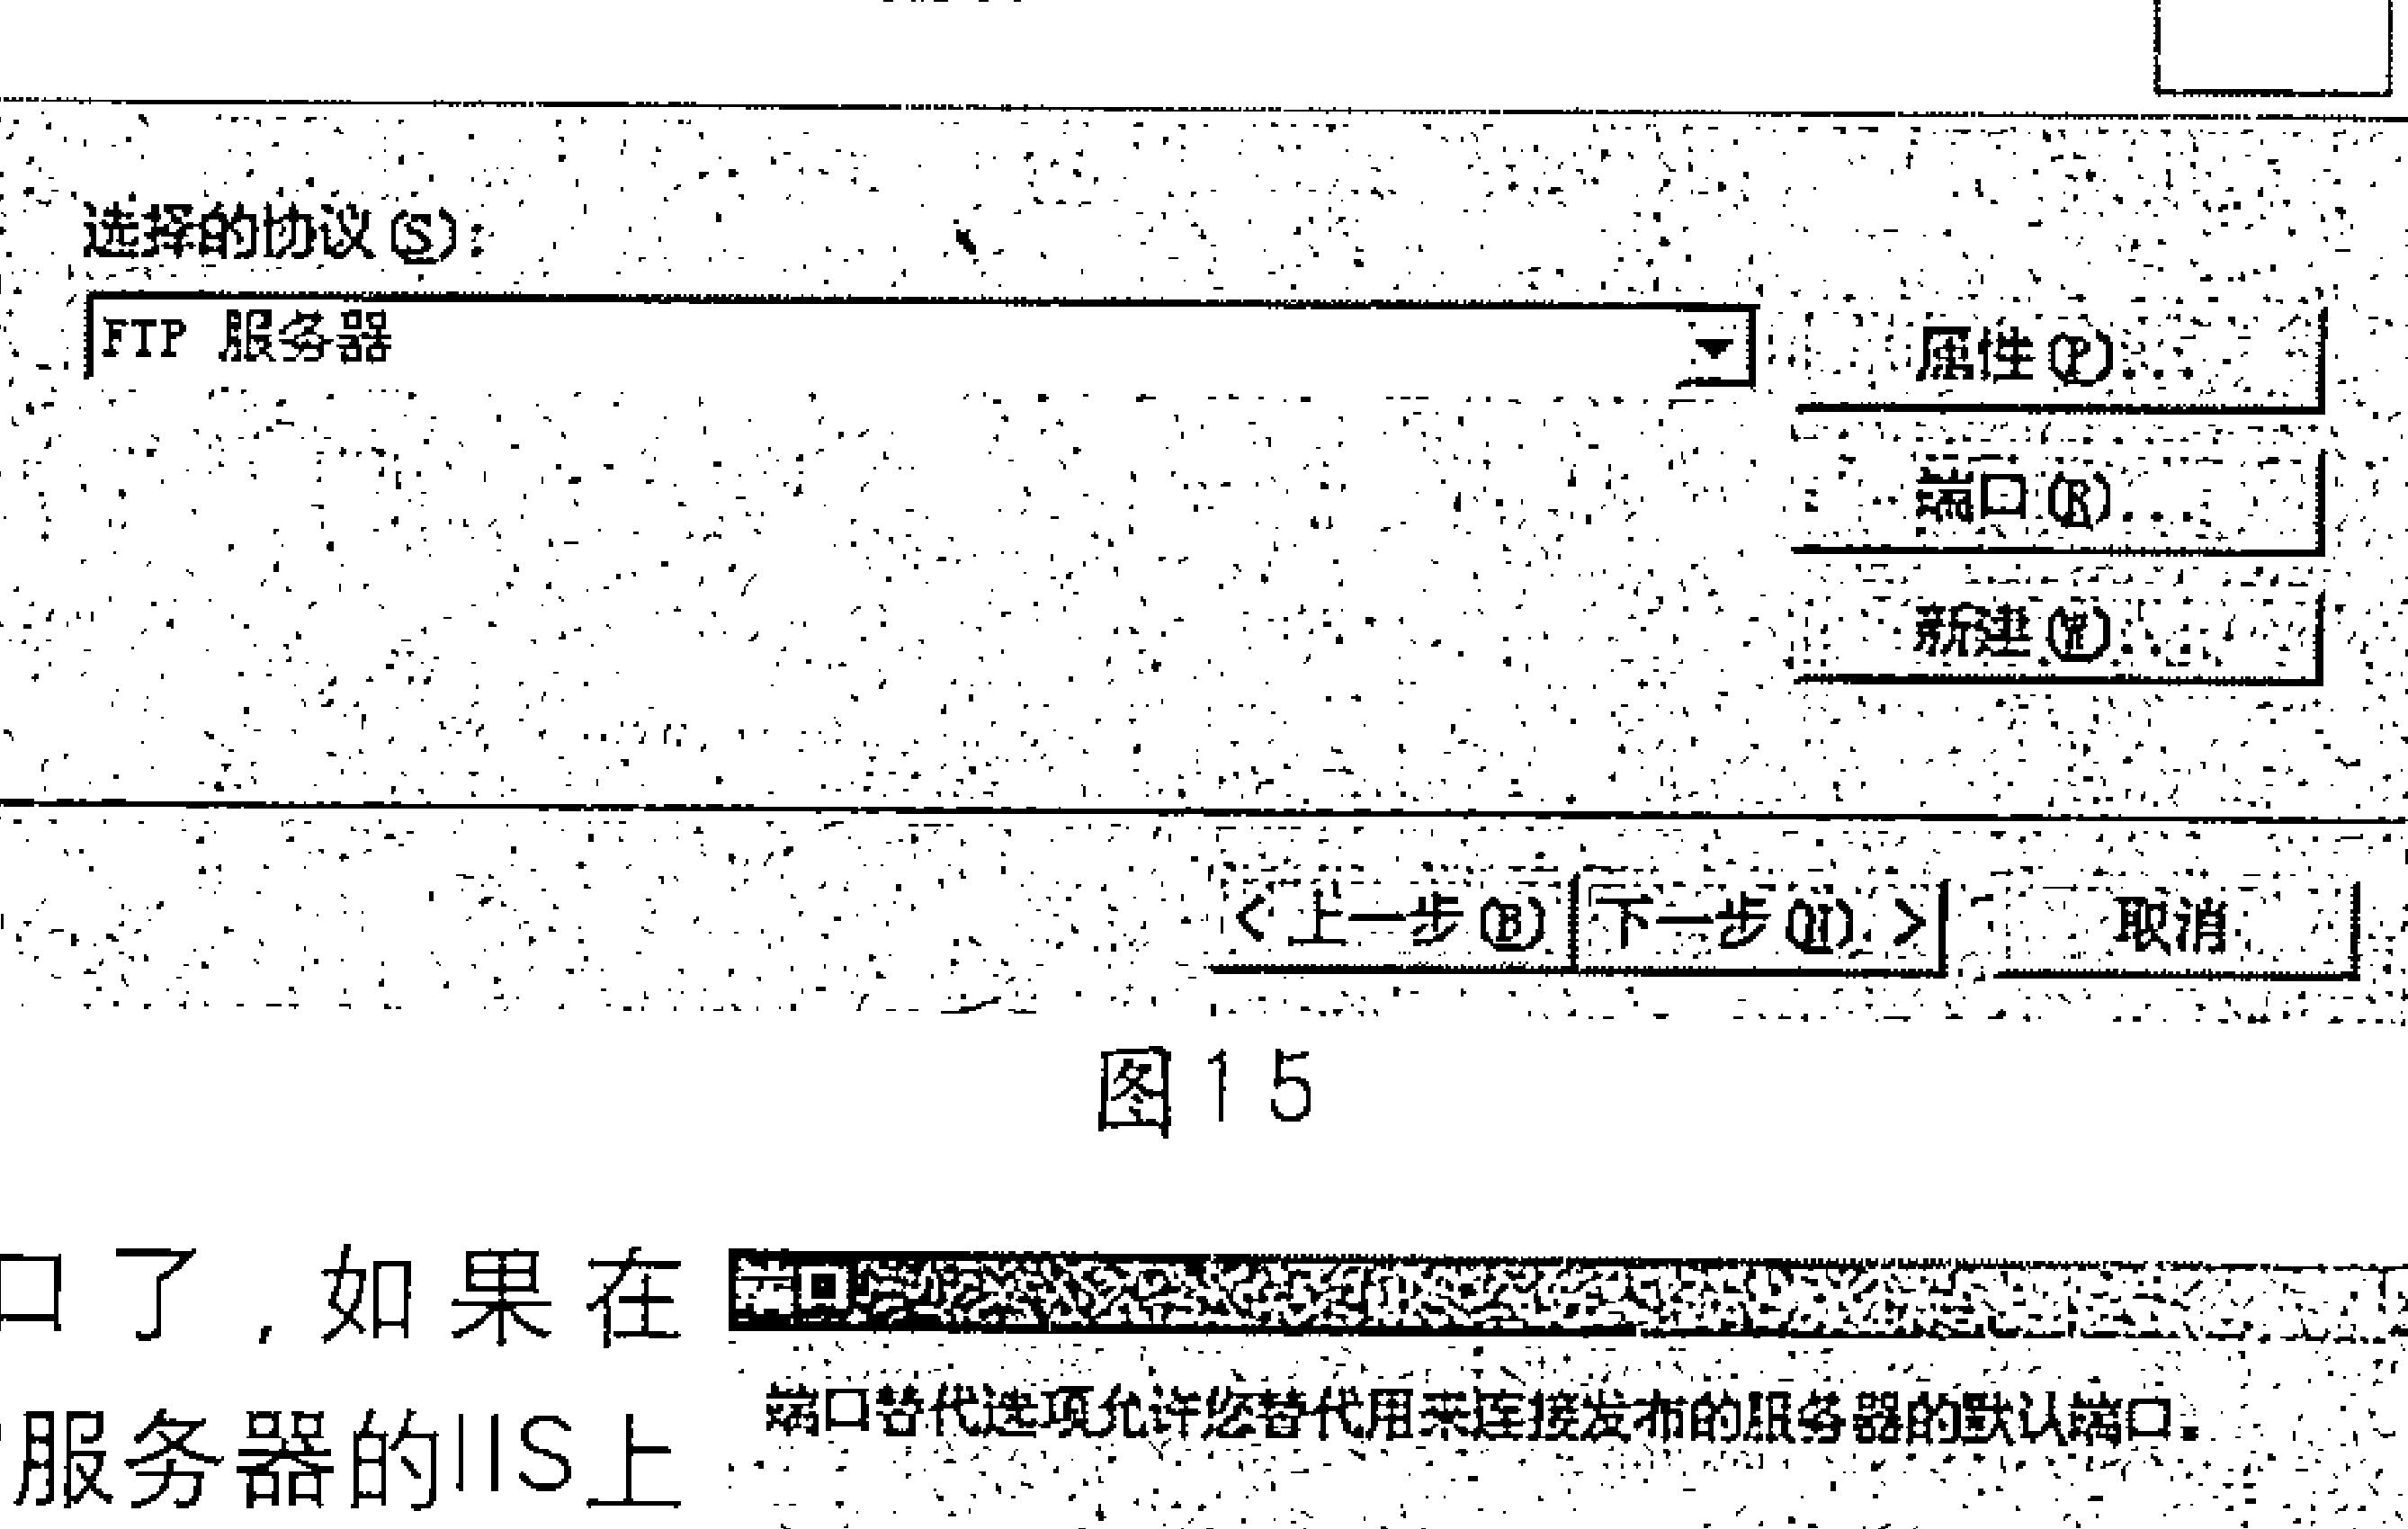 选择的协议(S):
FTP 服务器
属性(P)...
端口(R)...
新建(W)...
< 上一步(B) 下一步(N) > 取消
图15
口了,如果在
服务器的IIS上
端口
端口替代选项允许您替代用来连接发布的服务器的默认端口。